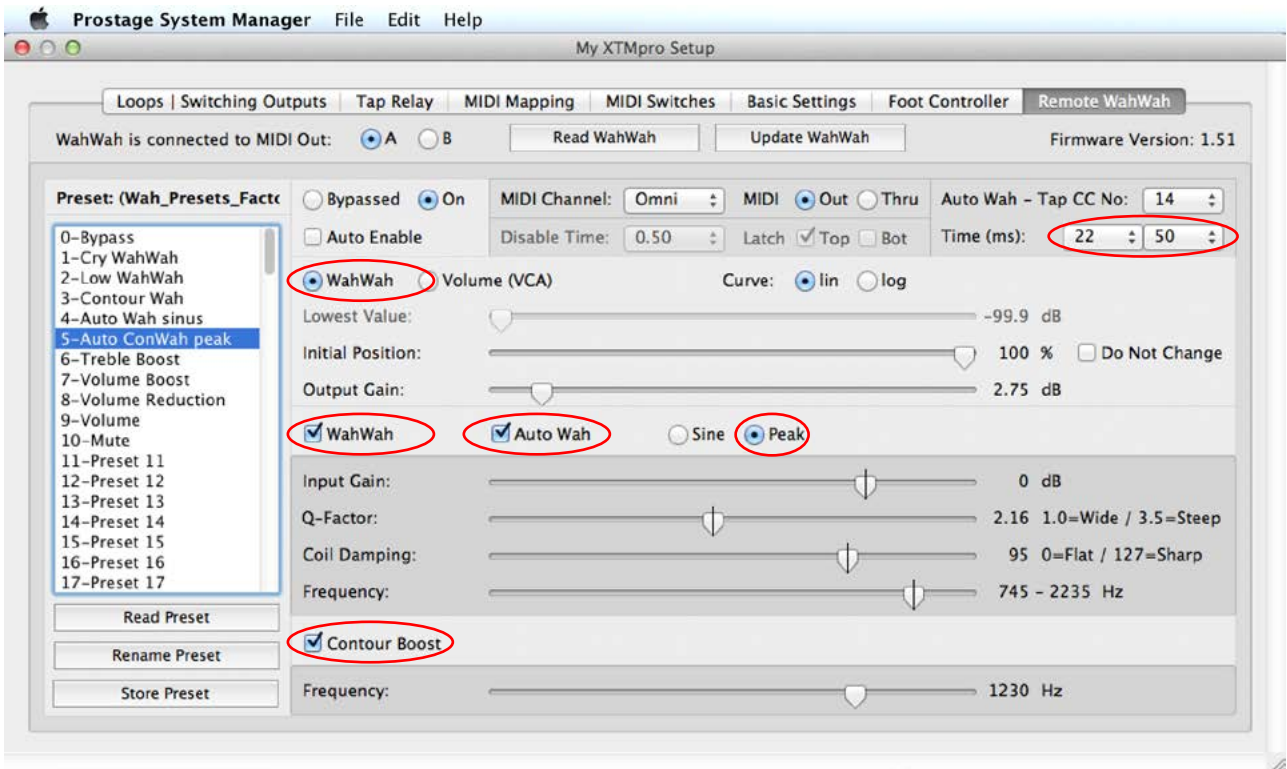 Prostage System Manager File Edit Help
My XTMpro Setup
Loops | Switching Outputs Tap Relay MIDI Mapping MIDI Switches Basic Settings Foot Controller Remote WahWah
WahWah is connected to MIDI Out: A B Read WahWah Update WahWah Firmware Version: 1.51
Preset: (Wah_Presets_Facto
0-Bypass
1-Cry WahWah
2-Low WahWah
3-Contour Wah
4-Auto Wah sinus
5-Auto ConWah peak
6-Treble Boost
7-Volume Boost
8-Volume Reduction
9-Volume
10-Mute
11-Preset 11
12-Preset 12
13-Preset 13
14-Preset 14
15-Preset 15
16-Preset 16
17-Preset 17
Read Preset
Rename Preset
Store Preset
Bypassed On MIDI Channel: Omni MIDI Out Thru Auto Wah - Tap CC No: 14
Auto Enable Disable Time: 0.50 Latch Top Bot Time (ms): 22 50
WahWah Volume (VCA) Curve: lin log
Lowest Value: -99.9 dB
Initial Position: 100 % Do Not Change
Output Gain: 2.75 dB
WahWah Auto Wah Sine Peak
Input Gain: 0 dB
Q-Factor: 2.16 1.0=Wide / 3.5=Steep
Coil Damping: 95 0=Flat / 127=Sharp
Frequency: 745 - 2235 Hz
Contour Boost
Frequency: 1230 Hz